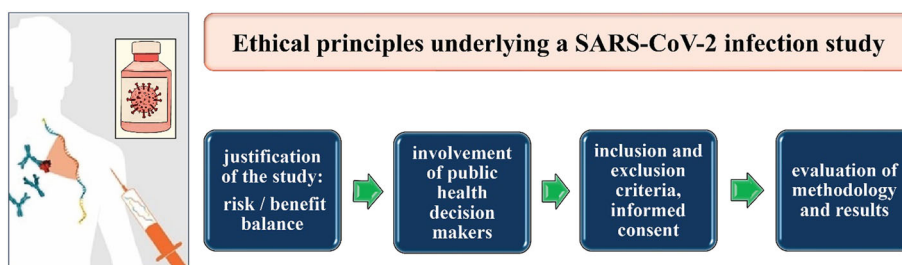 Ethical principles underlying a SARS-CoV-2 infection study
justification
of the study:
risk / benefit
balance
involvement
of public
health
decision
makers
inclusion and
exclusion
criteria,
informed
consent
evaluation of
methodology
and results